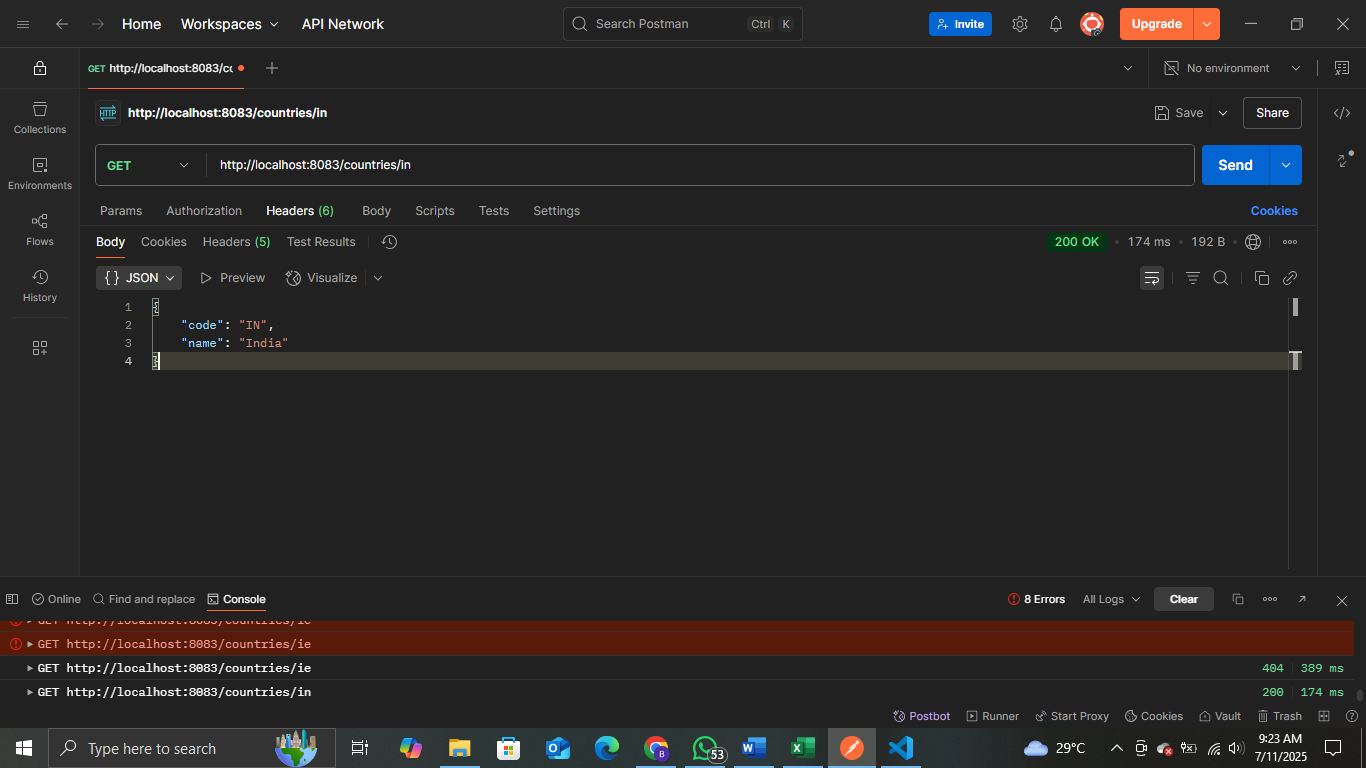 Home Workspaces API Network Search Postman Ctrl K Invite Upgrade
GET http://localhost:8083/cc No environment
HTTP http://localhost:8083/countries/in Save Share
Collections
Environments
Flows
History
GET http://localhost:8083/countries/in Send
Params Authorization Headers (6) Body Scripts Tests Settings Cookies
Body Cookies Headers (5) Test Results 200 OK 174 ms 192 B
{} JSON Preview Visualize
1 {
2 "code": "IN",
3 "name": "India"
4 }
Online Find and replace Console 8 Errors All Logs Clear
GET http://localhost:8083/countries/ie
GET http://localhost:8083/countries/ie
GET http://localhost:8083/countries/ie 404 389 ms
GET http://localhost:8083/countries/in 200 174 ms
Postbot Runner Start Proxy Cookies Vault Trash
Type here to search 53 29°C 9:23 AM
7/11/2025